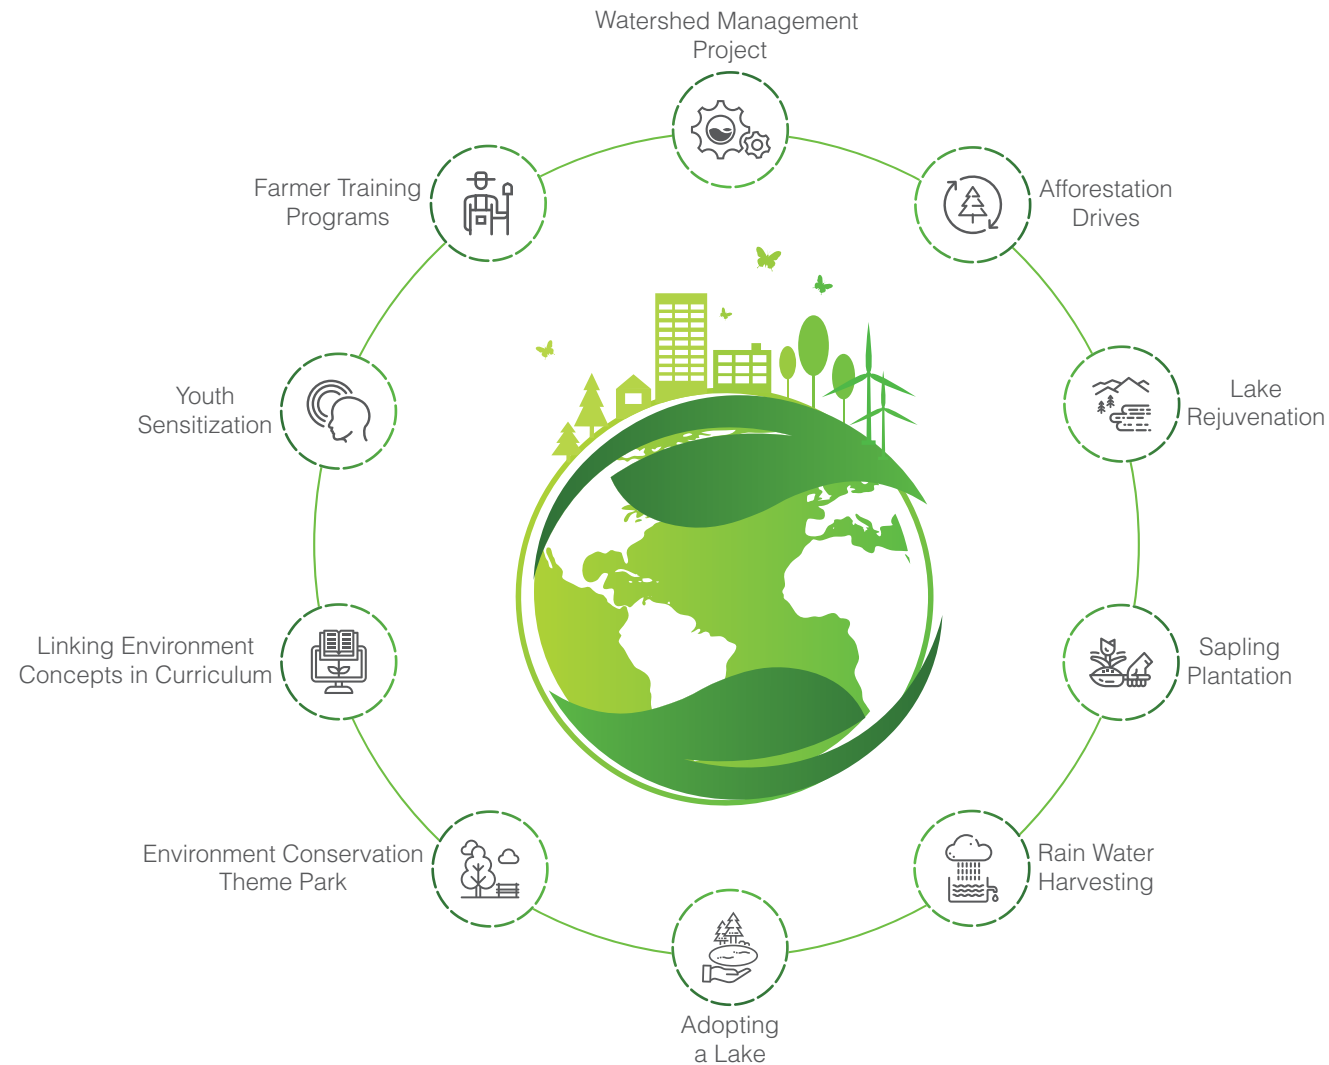 Watershed Management
Project
Afforestation
Drives
Lake
Rejuvenation
Sapling
Plantation
Rain Water
Harvesting
Adopting
a Lake
Environment Conservation
Theme Park
Linking Environment
Concepts in Curriculum
Youth
Sensitization
Farmer Training
Programs